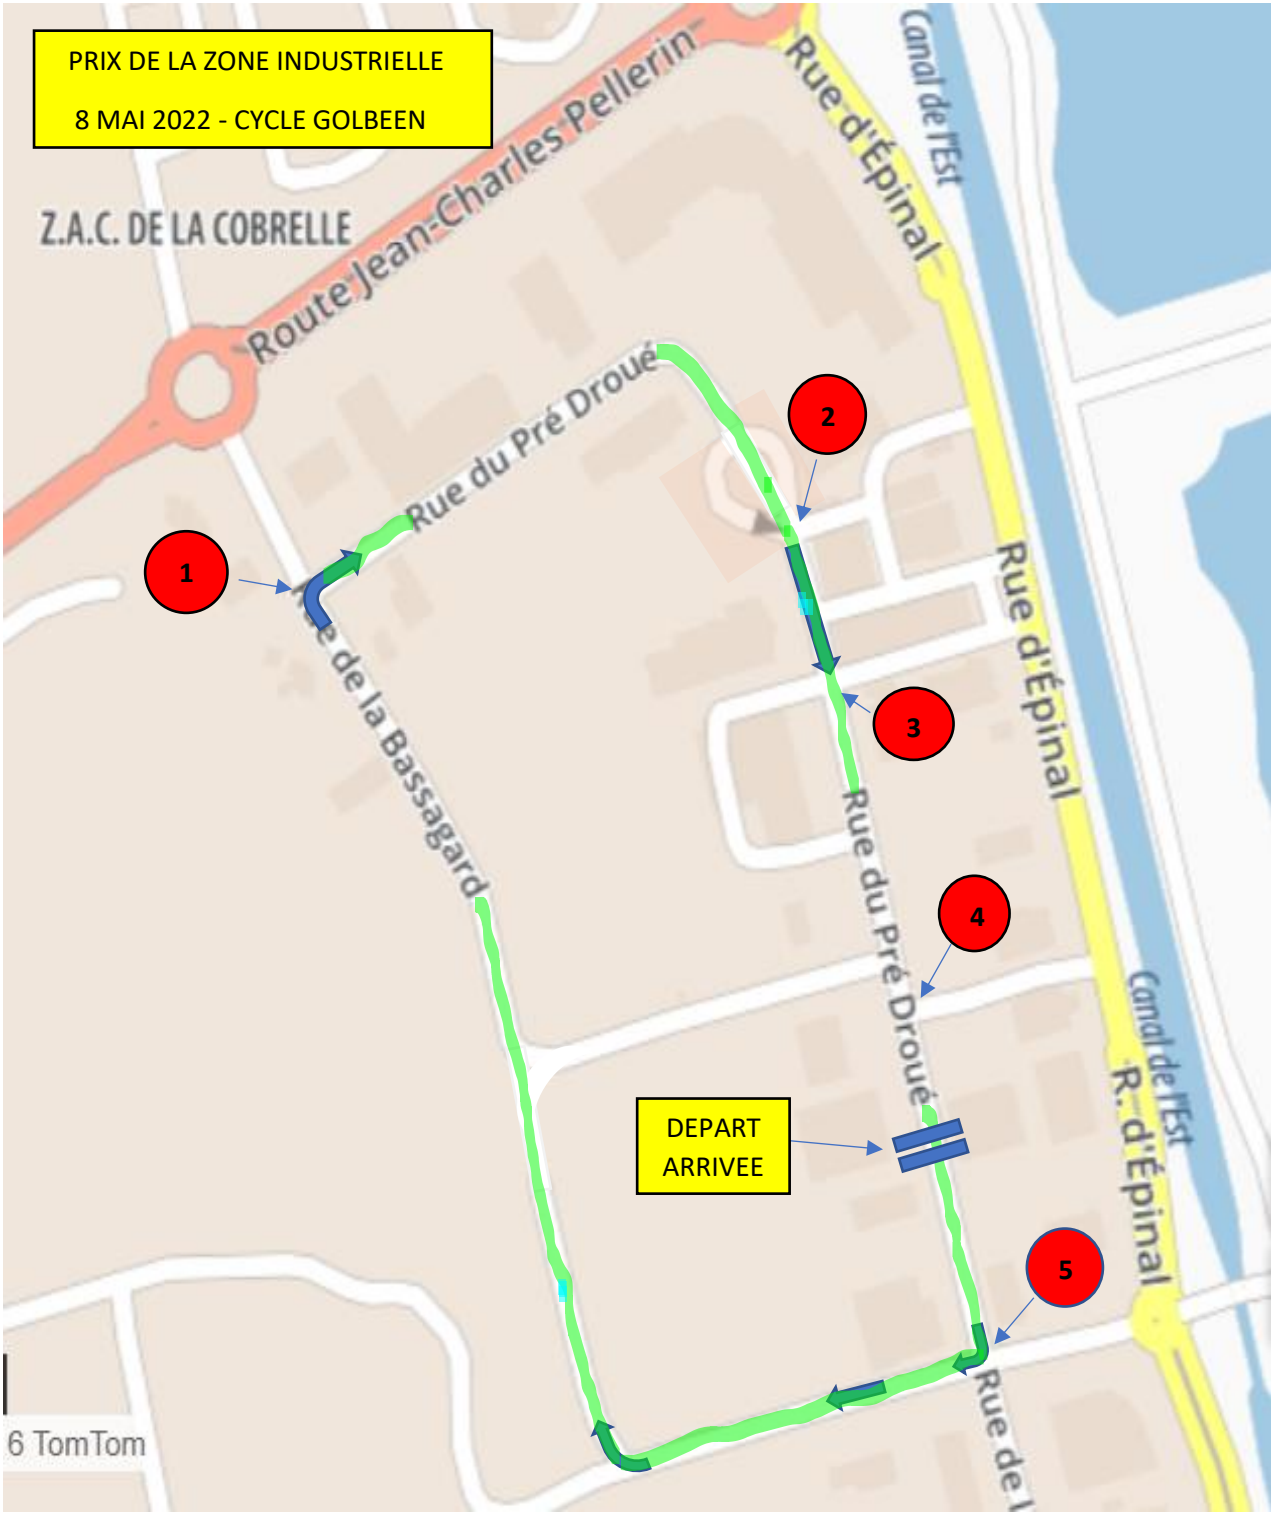 PRIX DE LA ZONE INDUSTRIELLE
8 MAI 2022 - CYCLE GOLBEEN
Canal de l'Est
Rue d'Épinal
Route Jean-Charles Pellerin
Z.A.C. DE LA COBRELLE
Rue du Pré Droué
2
1
Rue d'Épinal
Rue de la Bassagard
3
Rue du Pré Droué
4
Canal de l'Est
R. d'Épinal
DEPART
ARRIVEE
5
Rue de
6 TomTom